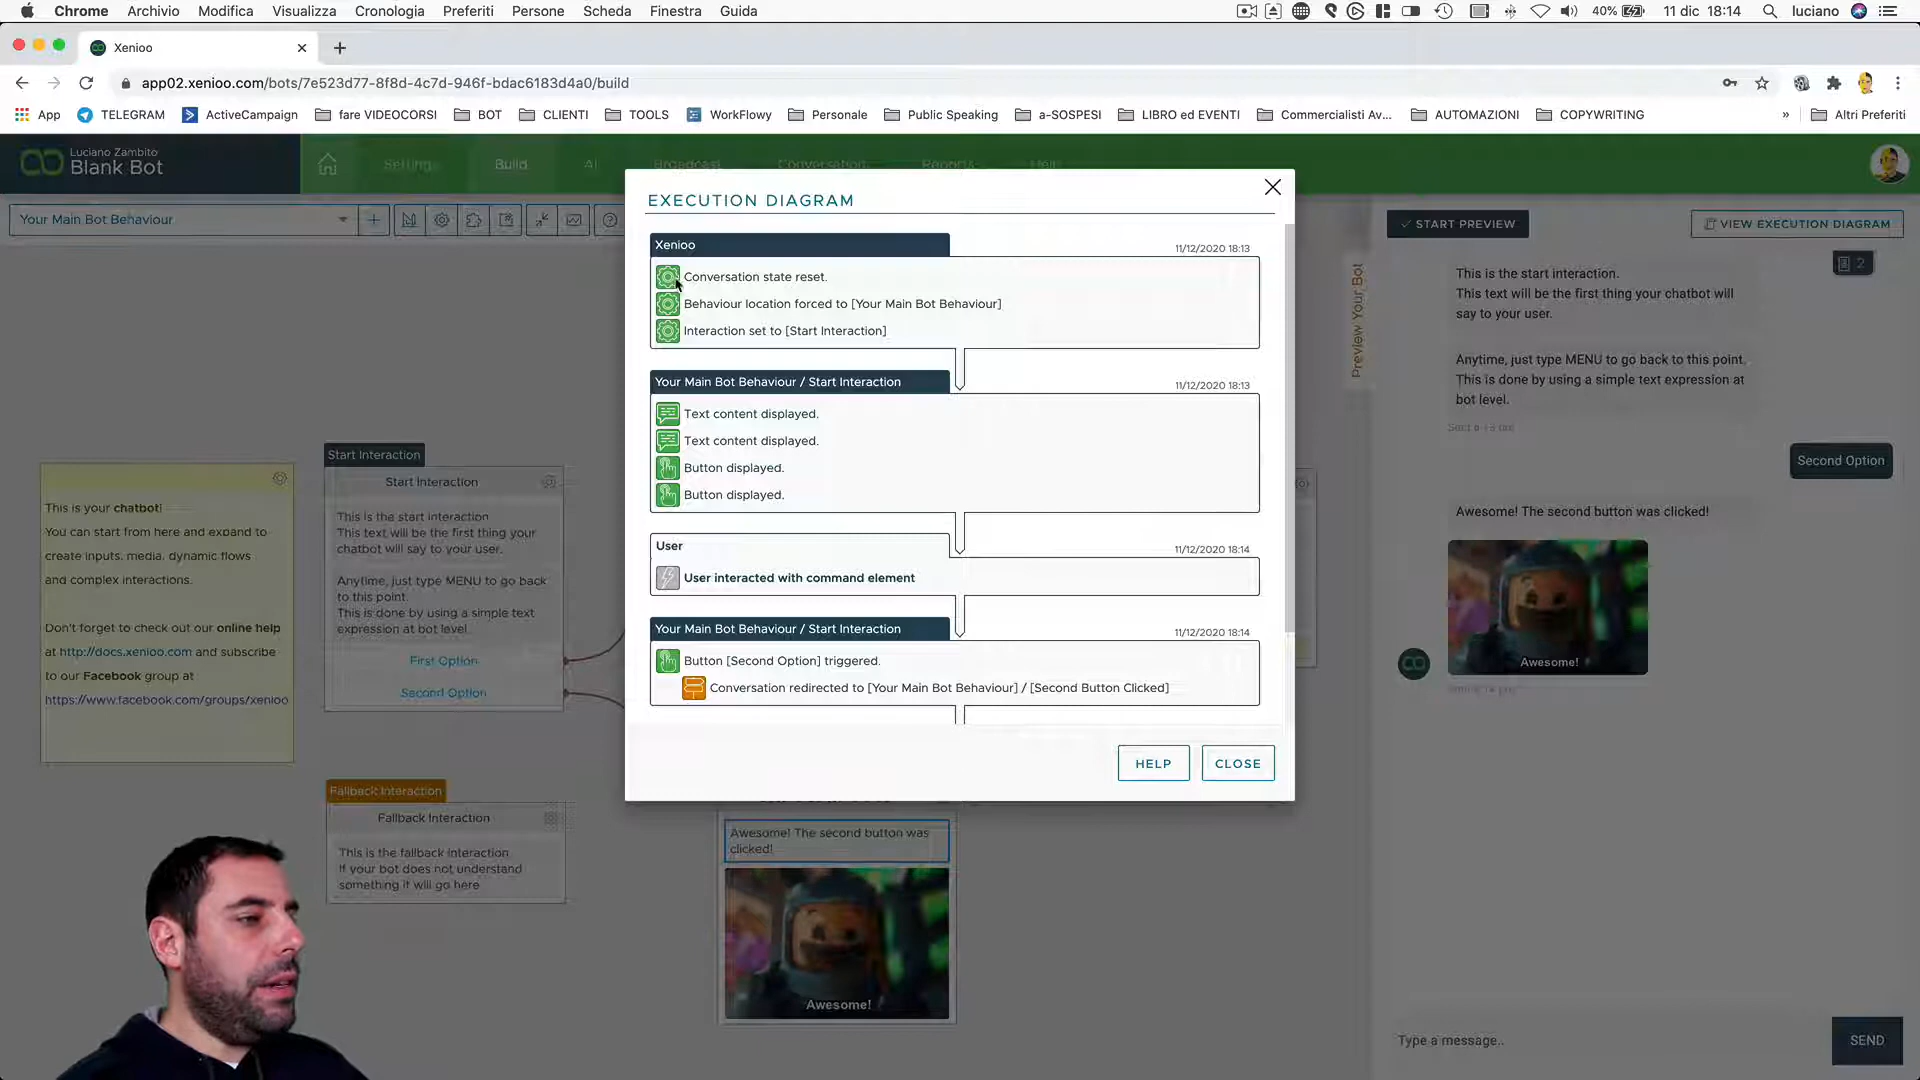 Chrome Archivio Modifica Visualizza Cronologia Preferiti Persone Scheda Finestra Guida 40% 11 dic 18:14 luciano
Xenioo
app02.xenioo.com/bots/7e523d77-8f8d-4c7d-946f-bdac6183d4a0/build
App TELEGRAM ActiveCampaign fare VIDEOCORSI BOT CLIENTI TOOLS WorkFlowy Personale Public Speaking a-SOSPESI LIBRO ed EVENTI Commercialisti Av... AUTOMAZIONI COPYWRITING » Altri Preferiti
Luciano Zambito
Blank Bot
Setting Build AI Broadcast Conversation Reports Help
Your Main Bot Behaviour
This is your chatbot!
You can start from here and expand to
create inputs, media, dynamic flows
and complex interactions.
Don't forget to check out our online help
at http://docs.xenioo.com and subscribe
to our Facebook group at
https://www.facebook.com/groups/xenioo
Start Interaction
Start Interaction
This is the start interaction
This text will be the first thing your
chatbot will say to your user.
Anytime, just type MENU to go back
to this point.
This is done by using a simple text
expression at bot level.
First Option
Second Option
Fallback Interaction
Fallback Interaction
This is the fallback interaction
If your bot does not understand
something it will go here
EXECUTION DIAGRAM
Xenioo
11/12/2020 18:13
Conversation state reset.
Behaviour location forced to [Your Main Bot Behaviour]
Interaction set to [Start Interaction]
Your Main Bot Behaviour / Start Interaction
11/12/2020 18:13
Text content displayed.
Text content displayed.
Button displayed.
Button displayed.
User
11/12/2020 18:14
User interacted with command element
Your Main Bot Behaviour / Start Interaction
11/12/2020 18:14
Button [Second Option] triggered.
Conversation redirected to [Your Main Bot Behaviour] / [Second Button Clicked]
HELP
CLOSE
Awesome! The second button was
clicked!
Awesome!
START PREVIEW
VIEW EXECUTION DIAGRAM
Preview Your Bot
2
This is the start interaction.
This text will be the first thing your chatbot will
say to your user.
Anytime, just type MENU to go back to this point.
This is done by using a simple text expression at
bot level.
Second Option
Awesome! The second button was clicked!
Awesome!
Type a message..
SEND